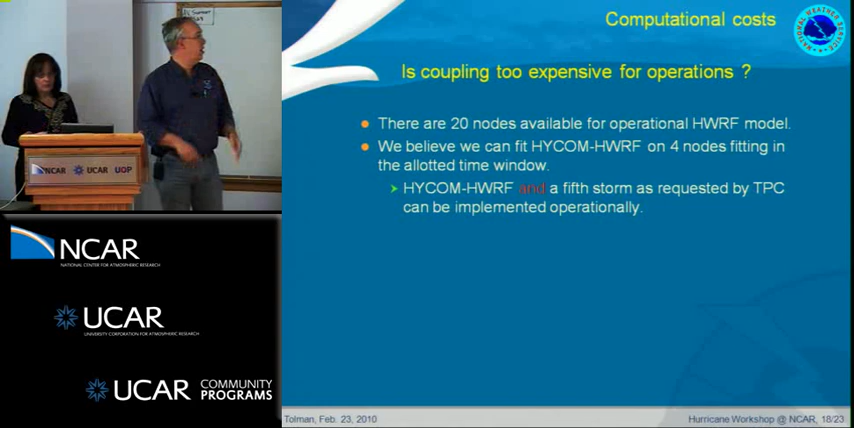 Computational costs
NATIONAL WEATHER SERVICE
Is coupling too expensive for operations ?
There are 20 nodes available for operational HWRF model.
We believe we can fit HYCOM-HWRF on 4 nodes fitting in
the allotted time window.
HYCOM-HWRF and a fifth storm as requested by TPC
can be implemented operationally.
NCAR UCAR UOP
NCAR
NATIONAL CENTER FOR ATMOSPHERIC RESEARCH
UCAR
UNIVERSITY CORPORATION FOR ATMOSPHERIC RESEARCH
UCAR COMMUNITY
PROGRAMS
Tolman, Feb. 23, 2010
Hurricane Workshop @ NCAR, 18/23